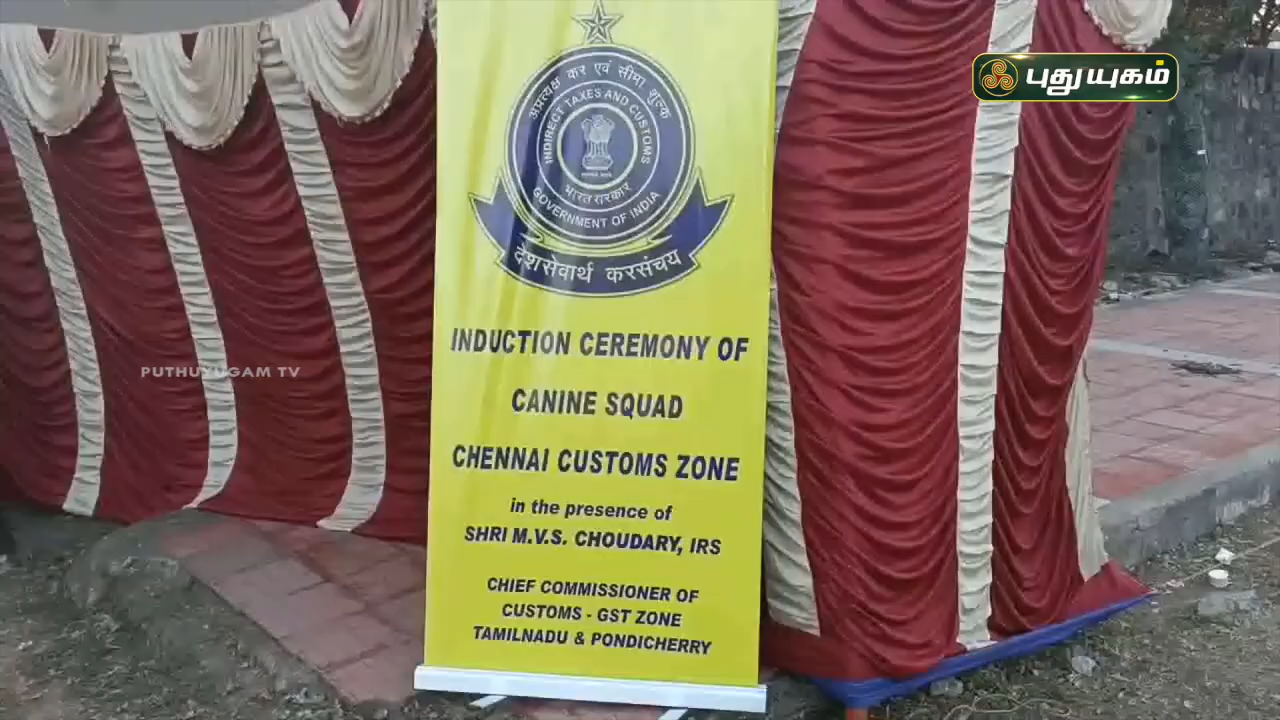 புதுயுகம்
अप्रत्यक्ष कर एवं सीमा शुल्क
INDIRECT TAXES AND CUSTOMS
भारत सरकार
GOVERNMENT OF INDIA
देशसेवार्थ करसंचय
INDUCTION CEREMONY OF
CANINE SQUAD
CHENNAI CUSTOMS ZONE
in the presence of
SHRI M.V.S. CHOUDARY, IRS
CHIEF COMMISSIONER OF
CUSTOMS - GST ZONE
TAMILNADU & PONDICHERRY
PUTHUYUGAM TV